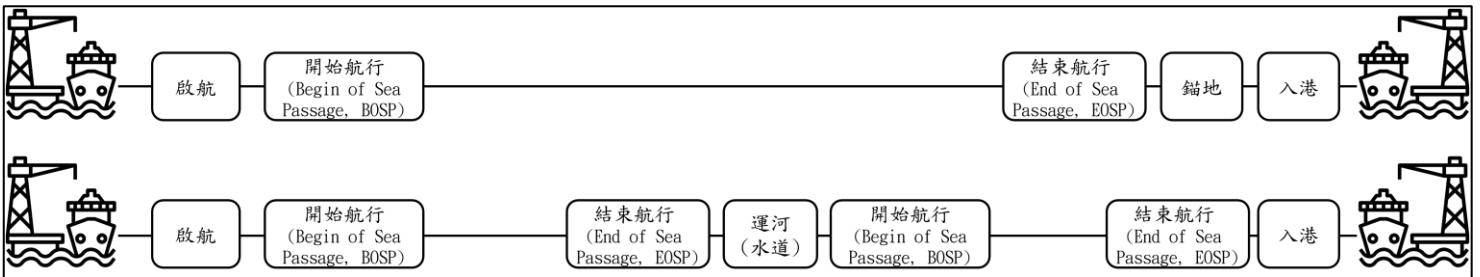 啟航
開始航行
(Begin of Sea
Passage, BOSP)
結束航行
(End of Sea
Passage, EOSP)
錨地
入港
啟航
開始航行
(Begin of Sea
Passage, BOSP)
結束航行
(End of Sea
Passage, EOSP)
運河
(水道)
開始航行
(Begin of Sea
Passage, BOSP)
結束航行
(End of Sea
Passage, EOSP)
入港